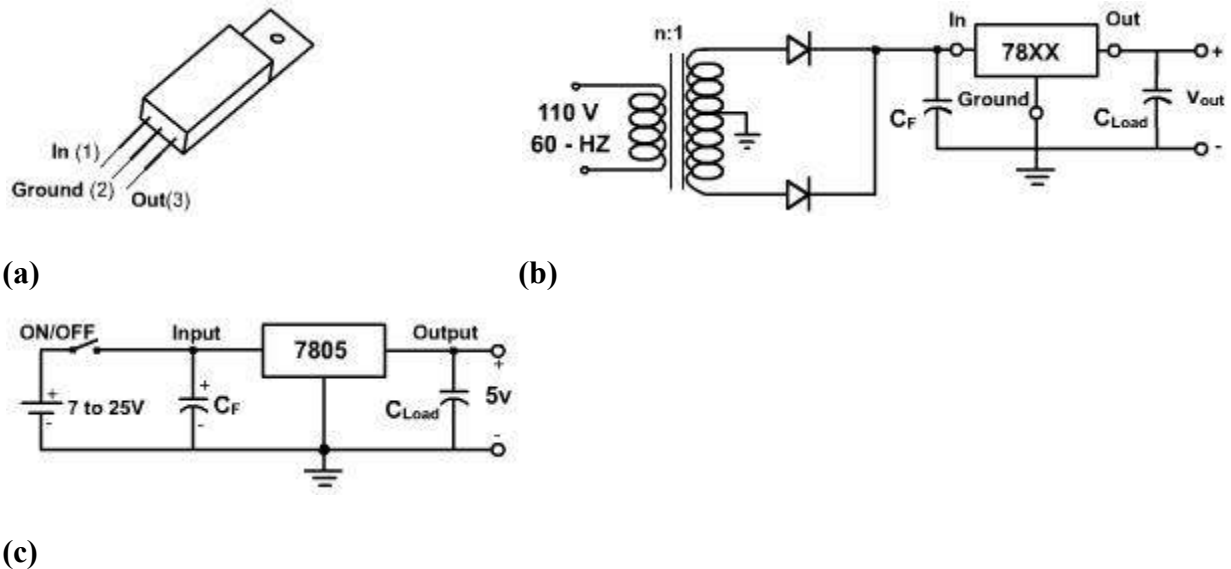 In (1)
Ground (2)
Out(3)
(a)
n:1
110 V
60 - HZ
In
Out
78XX
Ground
CF
CLoad
+
vout
-
(b)
ON/OFF
Input
7805
Output
+
7 to 25V
-
+
CF
-
CLoad
+
5v
-
(c)